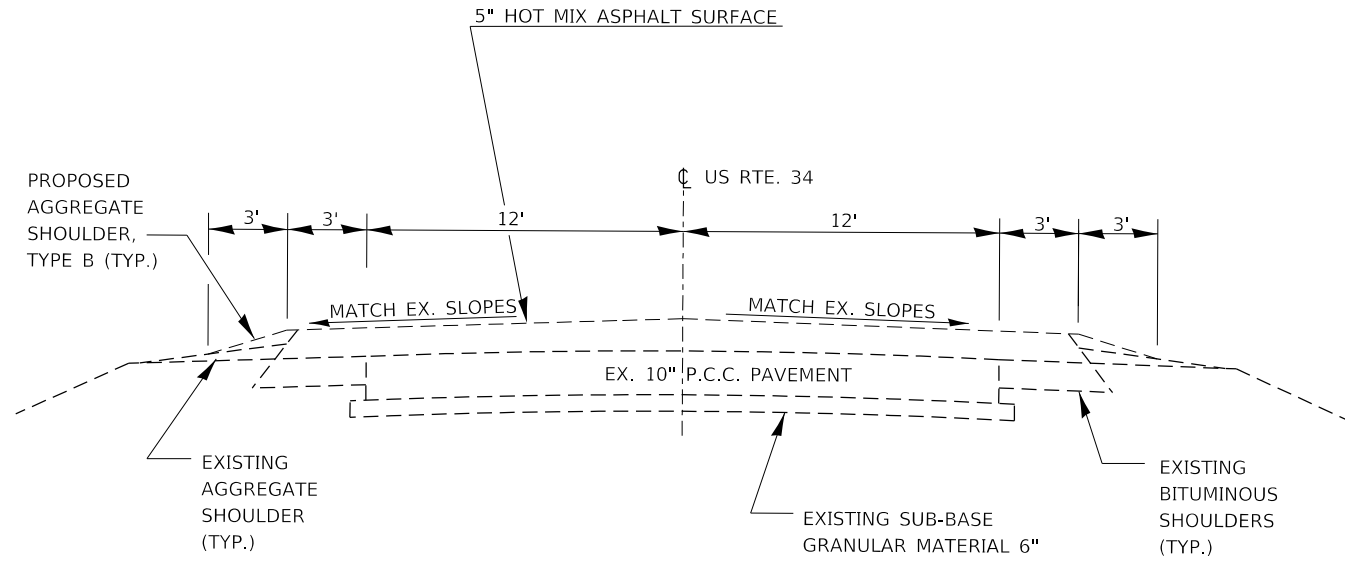 5" HOT MIX ASPHALT SURFACE
PROPOSED
AGGREGATE
SHOULDER,
TYPE B (TYP.)
℄ US RTE. 34
3'
3'
12'
12'
3'
3'
MATCH EX. SLOPES
MATCH EX. SLOPES
EX. 10" P.C.C. PAVEMENT
EXISTING
AGGREGATE
SHOULDER
(TYP.)
EXISTING SUB-BASE
GRANULAR MATERIAL 6"
EXISTING
BITUMINOUS
SHOULDERS
(TYP.)